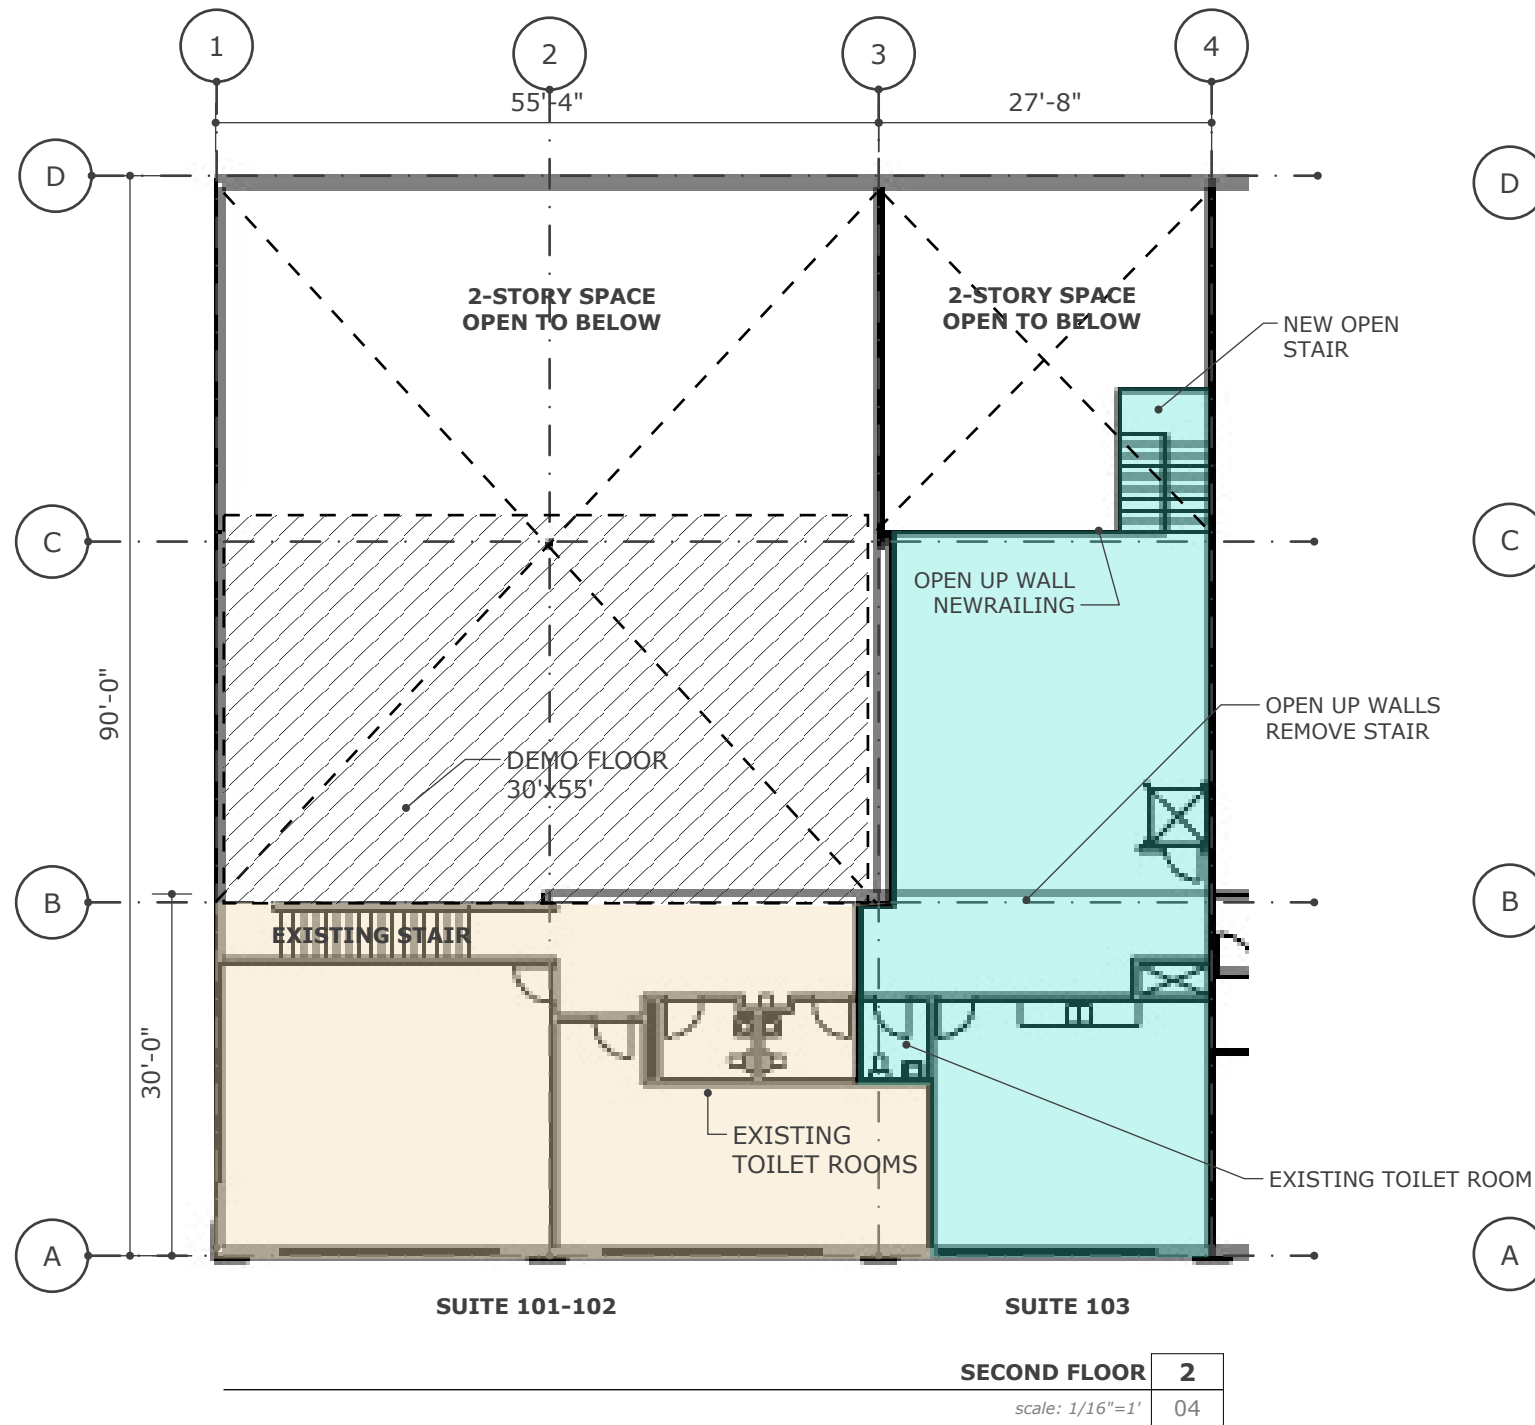 1
2
3
4
55'-4"
27'-8"
D
D
2-STORY SPACE
OPEN TO BELOW
2-STORY SPACE
OPEN TO BELOW
NEW OPEN
STAIR
C
C
OPEN UP WALL
NEWRAILING
90'-0"
OPEN UP WALLS
REMOVE STAIR
DEMO FLOOR
30'x55'
B
B
EXISTING STAIR
30'-0"
EXISTING
TOILET ROOMS
EXISTING TOILET ROOM
A
A
SUITE 101-102
SUITE 103
SECOND FLOOR
2
scale: 1/16"=1'
04